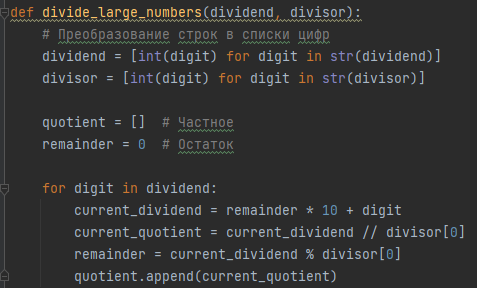 def divide_large_numbers(dividend, divisor):
    # Преобразование строк в списки цифр
    dividend = [int(digit) for digit in str(dividend)]
    divisor = [int(digit) for digit in str(divisor)]

    quotient = []  # Частное
    remainder = 0  # Остаток

    for digit in dividend:
        current_dividend = remainder * 10 + digit
        current_quotient = current_dividend // divisor[0]
        remainder = current_dividend % divisor[0]
        quotient.append(current_quotient)